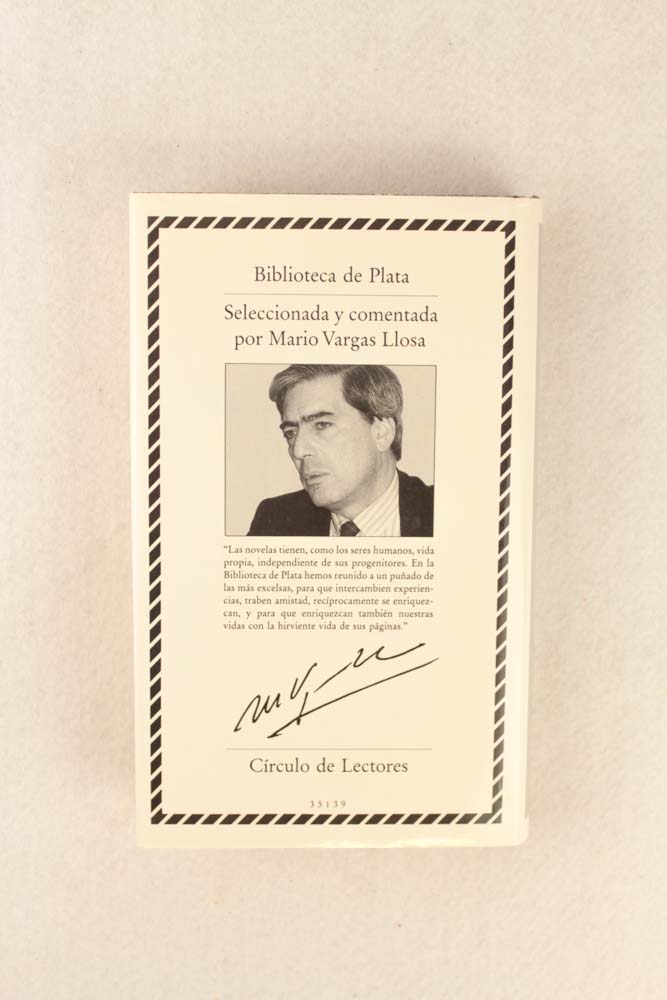 Biblioteca de Plata
Seleccionada y comentada
por Mario Vargas Llosa
“Las novelas tienen, como los seres humanos, vida
propia, independiente de sus progenitores. En la
Biblioteca de Plata hemos reunido a un puñado de
las más excelsas, para que intercambien experien-
cias, traben amistad, recíprocamente se enriquez-
can, y para que enriquezcan también nuestras
vidas con la hirviente vida de sus páginas.”
Círculo de Lectores
35139